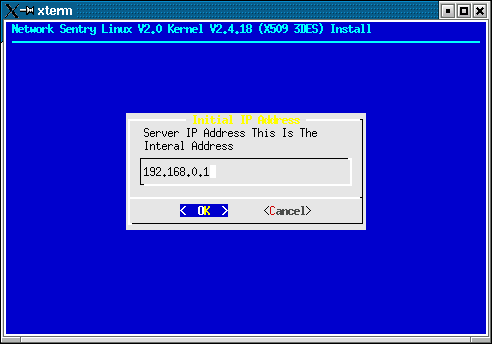 xterm
Network Sentry Linux V2.0 Kernel V2.4.18 (X509 3DES) Install
Initial IP Address
Server IP Address This Is The
Interal Address
192.168.0.1
< OK > <Cancel>